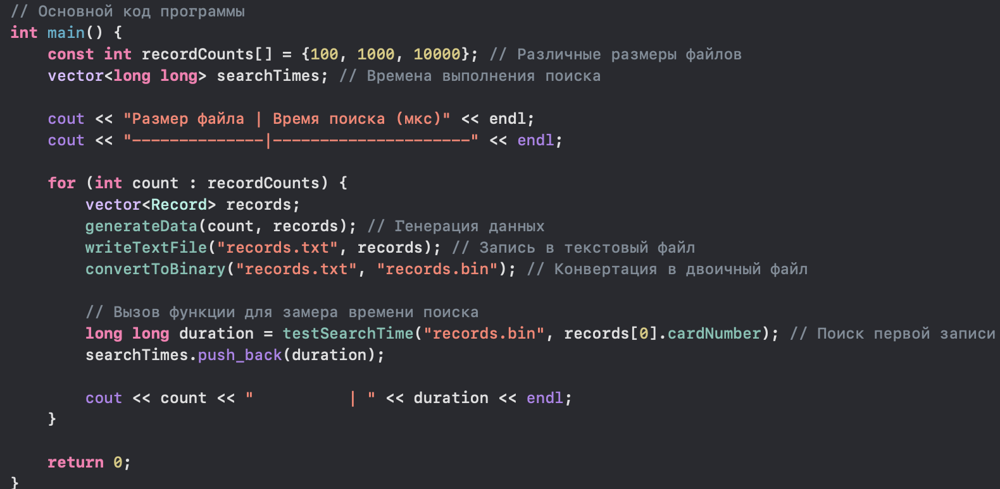 // Основной код программы
int main() {
    const int recordCounts[] = {100, 1000, 10000}; // Различные размеры файлов
    vector<long long> searchTimes; // Времена выполнения поиска
    cout << "Размер файла | Время поиска (мкс)" << endl;
    cout << "--------------|---------------------" << endl;
    for (int count : recordCounts) {
        vector<Record> records;
        generateData(count, records); // Генерация данных
        writeTextFile("records.txt", records); // Запись в текстовый файл
        convertToBinary("records.txt", "records.bin"); // Конвертация в двоичный файл
        // Вызов функции для замера времени поиска
        long long duration = testSearchTime("records.bin", records[0].cardNumber); // Поиск первой записи
        searchTimes.push_back(duration);
        cout << count << "          | " << duration << endl;
    }
    return 0;
}